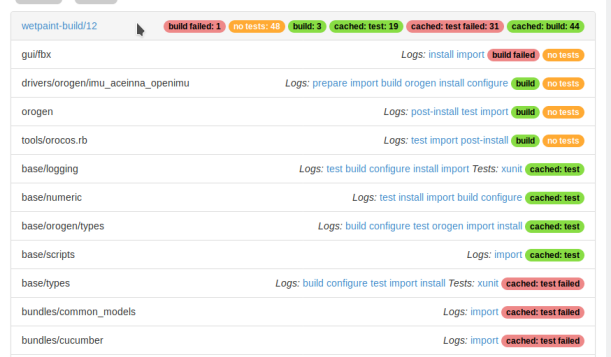 wetpaint-build/12 build failed: 1 no tests: 48 build: 3 cached: test: 19 cached: test failed: 31 cached: build: 44
gui/fbx Logs: install import build failed no tests
drivers/orogen/imu_aceinna_openimu Logs: prepare import build orogen install configure build no tests
orogen Logs: post-install test import build no tests
tools/orocos.rb Logs: test import post-install build no tests
base/logging Logs: test build configure install import Tests: xunit cached: test
base/numeric Logs: test install import build configure cached: test
base/orogen/types Logs: build configure test orogen import install cached: test
base/scripts Logs: import cached: test
base/types Logs: build configure test import install Tests: xunit cached: test failed
bundles/common_models Logs: import cached: test failed
bundles/cucumber Logs: import cached: test failed